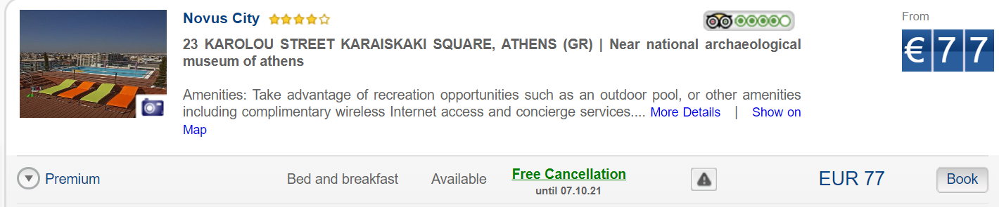 Novus City
From
€77
23 KAROLOU STREET KARAISKAKI SQUARE, ATHENS (GR) | Near national archaeological
museum of athens
Amenities: Take advantage of recreation opportunities such as an outdoor pool, or other amenities
including complimentary wireless Internet access and concierge services.... More Details | Show on
Map
Premium Bed and breakfast Available Free Cancellation EUR 77 Book
until 07.10.21